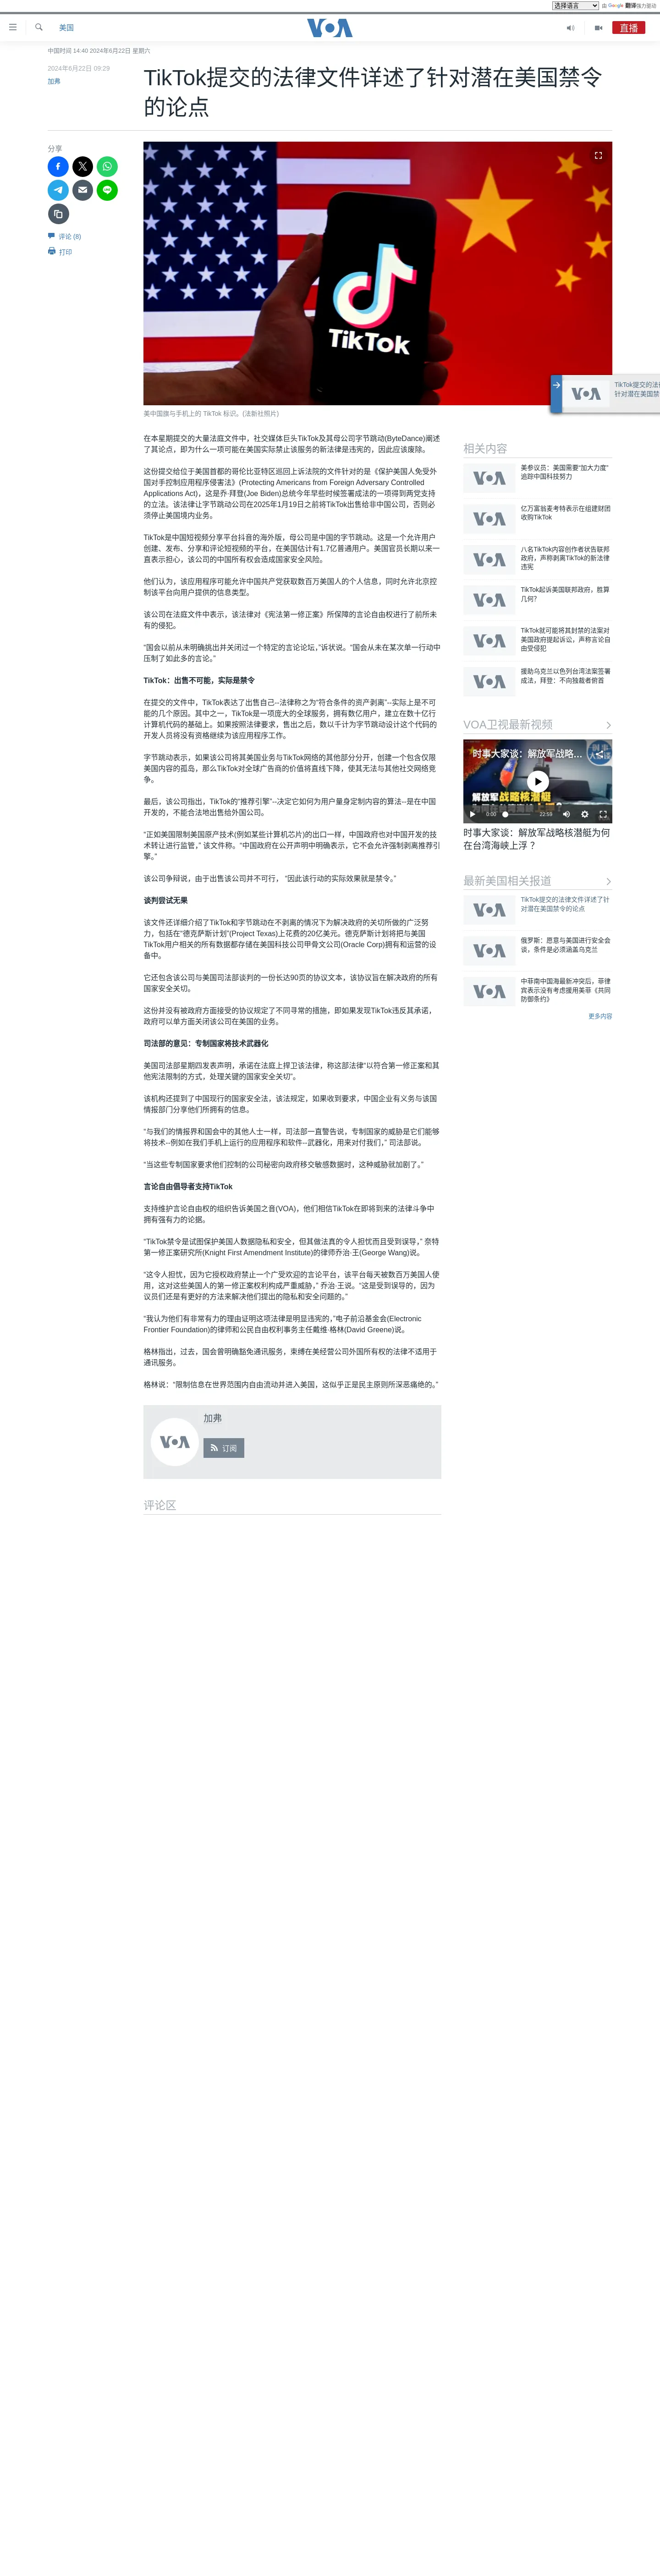 选择语言
由 Google 翻译强力驱动
美国
VOA
直播
中国时间 14:40 2024年6月22日 星期六
2024年6月22日 09:29
加弗
TikTok提交的法律文件详述了针对潜在美国禁令
的论点
分享
评论 (8)
打印
TikTok
美中国旗与手机上的 TikTok 标识。(法新社照片)
VOA
TikTok提交的法
针对潜在美国禁
在本星期提交的大量法庭文件中，社交媒体巨头TikTok及其母公司字节跳动(ByteDance)阐述
了其论点，即为什么一项可能在美国实际禁止该服务的新法律是违宪的，因此应该废除。
这份提交给位于美国首都的哥伦比亚特区巡回上诉法院的文件针对的是《保护美国人免受外
国对手控制应用程序侵害法》(Protecting Americans from Foreign Adversary Controlled
Applications Act)，这是乔·拜登(Joe Biden)总统今年早些时候签署成法的一项得到两党支持
的立法。该法律让字节跳动公司在2025年1月19日之前将TikTok出售给非中国公司，否则必
须停止美国境内业务。
TikTok是中国短视频分享平台抖音的海外版，母公司是中国的字节跳动。这是一个允许用户
创建、发布、分享和评论短视频的平台，在美国估计有1.7亿普通用户。美国官员长期以来一
直表示担心，该公司的中国所有权会造成国家安全风险。
他们认为，该应用程序可能允许中国共产党获取数百万美国人的个人信息，同时允许北京控
制该平台向用户提供的信息类型。
该公司在法庭文件中表示，该法律对《宪法第一修正案》所保障的言论自由权进行了前所未
有的侵犯。
“国会以前从未明确挑出并关闭过一个特定的言论论坛，”诉状说。“国会从未在某次单一行动中
压制了如此多的言论。”
TikTok：出售不可能，实际是禁令
在提交的文件中，TikTok表达了出售自己--法律称之为“符合条件的资产剥离”--实际上是不可
能的几个原因。其中之一，TikTok是一项庞大的全球服务，拥有数亿用户，建立在数十亿行
计算机代码的基础上。如果按照法律要求，售出之后，数以千计为字节跳动设计这个代码的
开发人员将没有资格继续为该应用程序工作。
字节跳动表示，如果该公司将其美国业务与TikTok网络的其他部分分开，创建一个包含仅限
美国内容的孤岛，那么TikTok对全球广告商的价值将直线下降，使其无法与其他社交网络竞
争。
最后，该公司指出，TikTok的“推荐引擎”--决定它如何为用户量身定制内容的算法--是在中国
开发的，不能合法地出售给外国公司。
“正如美国限制美国原产技术(例如某些计算机芯片)的出口一样，中国政府也对中国开发的技
术转让进行监管，” 该文件称。“中国政府在公开声明中明确表示，它不会允许强制剥离推荐引
擎。”
该公司争辩说，由于出售该公司并不可行， “因此该行动的实际效果就是禁令。”
谈判尝试无果
该文件还详细介绍了TikTok和字节跳动在不剥离的情况下为解决政府的关切所做的广泛努
力，包括在“德克萨斯计划”(Project Texas)上花费的20亿美元。德克萨斯计划将把与美国
TikTok用户相关的所有数据都存储在美国科技公司甲骨文公司(Oracle Corp)拥有和运营的设
备中。
它还包含该公司与美国司法部谈判的一份长达90页的协议文本，该协议旨在解决政府的所有
国家安全关切。
这份并没有被政府方面接受的协议规定了不同寻常的措施，即如果发现TikTok违反其承诺，
政府可以单方面关闭该公司在美国的业务。
司法部的意见：专制国家将技术武器化
美国司法部星期四发表声明，承诺在法庭上捍卫该法律，称这部法律“以符合第一修正案和其
他宪法限制的方式，处理关键的国家安全关切”。
该机构还提到了中国现行的国家安全法，该法规定，如果收到要求，中国企业有义务与该国
情报部门分享他们所拥有的信息。
“与我们的情报界和国会中的其他人士一样，司法部一直警告说，专制国家的威胁是它们能够
将技术--例如在我们手机上运行的应用程序和软件--武器化，用来对付我们，” 司法部说。
“当这些专制国家要求他们控制的公司秘密向政府移交敏感数据时，这种威胁就加剧了。”
言论自由倡导者支持TikTok
支持维护言论自由权的组织告诉美国之音(VOA)，他们相信TikTok在即将到来的法律斗争中
拥有强有力的论据。
“TikTok禁令是试图保护美国人数据隐私和安全，但其做法真的令人担忧而且受到误导，” 奈特
第一修正案研究所(Knight First Amendment Institute)的律师乔治·王(George Wang)说。
“这令人担忧，因为它授权政府禁止一个广受欢迎的言论平台，该平台每天被数百万美国人使
用，这对这些美国人的第一修正案权利构成严重威胁，” 乔治·王说。“这是受到误导的，因为
议员们还是有更好的方法来解决他们提出的隐私和安全问题的。”
“我认为他们有非常有力的理由证明这项法律是明显违宪的，”电子前沿基金会(Electronic
Frontier Foundation)的律师和公民自由权利事务主任戴维·格林(David Greene)说。
格林指出，过去，国会曾明确豁免通讯服务，束缚在美经营公司外国所有权的法律不适用于
通讯服务。
格林说：“限制信息在世界范围内自由流动并进入美国，这似乎正是民主原则所深恶痛绝的。”
VOA
加弗
订阅
评论区
相关内容
VOA
美参议员：美国需要“加大力度”
追踪中国科技努力
VOA
亿万富翁麦考特表示在组建财团
收购TikTok
VOA
八名TikTok内容创作者状告联邦
政府，声称剥离TikTok的新法律
违宪
VOA
TikTok起诉美国联邦政府，胜算
几何?
VOA
TikTok就可能将其封禁的法案对
美国政府提起诉讼，声称言论自
由受侵犯
VOA
援助乌克兰以色列台湾法案签署
成法，拜登：不向独裁者俯首
VOA卫视最新视频
时事大家谈：解放军战略...
解放军战略核潜艇
0:00
22:59
时事大家谈：解放军战略核潜艇为何
在台湾海峡上浮 ?
最新美国相关报道
VOA
TikTok提交的法律文件详述了针
对潜在美国禁令的论点
VOA
俄罗斯：愿意与美国进行安全会
谈，条件是必须涵盖乌克兰
VOA
中菲南中国海最新冲突后，菲律
宾表示没有考虑援用美菲《共同
防御条约》
更多内容